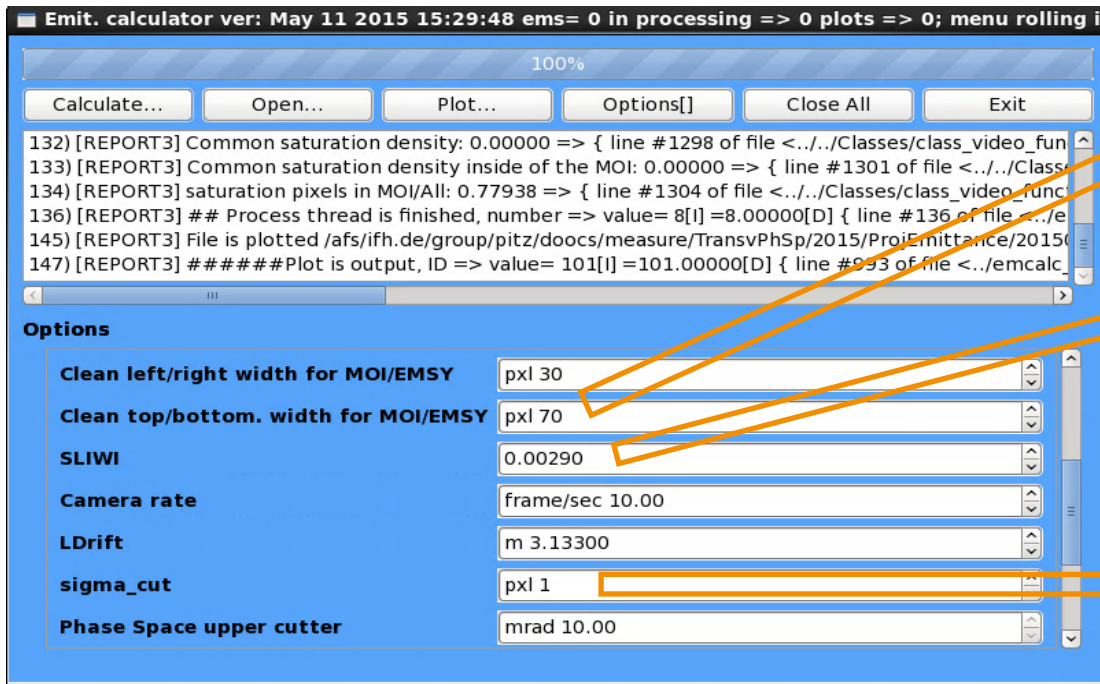 Emit. calculator ver: May 11 2015 15:29:48 ems= 0 in processing => 0 plots => 0; menu rolling i
100%
Calculate... Open... Plot... Options[] Close All Exit
132) [REPORT3] Common saturation density: 0.00000 => { line #1298 of file <../../Classes/class_video_fun
133) [REPORT3] Common saturation density inside of the MOI: 0.00000 => { line #1301 of file <../../Classe
134) [REPORT3] saturation pixels in MOI/All: 0.77938 => { line #1304 of file <../../Classes/class_video_funct
136) [REPORT3] ## Process thread is finished, number => value= 8[I] =8.00000[D] { line #136 of file <../e
145) [REPORT3] File is plotted /afs/ifh.de/group/pitz/doocs/measure/TransvPhSp/2015/ProjEmittance/2015(
147) [REPORT3] ######Plot is output, ID => value= 101[I] =101.00000[D] { line #993 of file <../emcalc_
Options
Clean left/right width for MOI/EMSY pxl 30
Clean top/bottom. width for MOI/EMSY pxl 70
SLIWI 0.00290
Camera rate frame/sec 10.00
LDrift m 3.13300
sigma_cut pxl 1
Phase Space upper cutter mrad 10.00